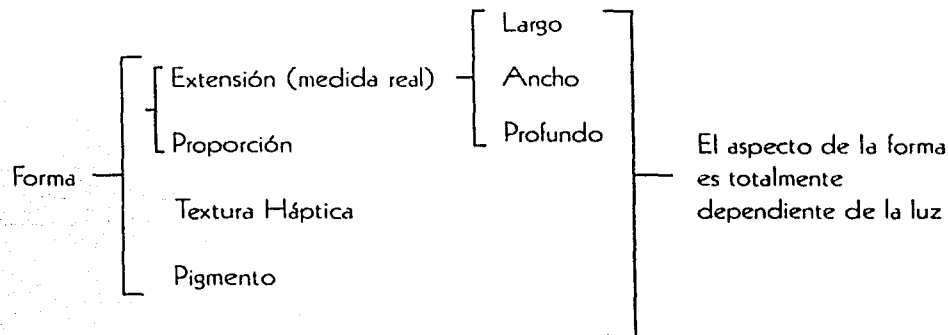 Forma
Extensión (medida real)
Proporción
Textura Háptica
Pigmento
Largo
Ancho
Profundo
El aspecto de la forma
es totalmente
dependiente de la luz